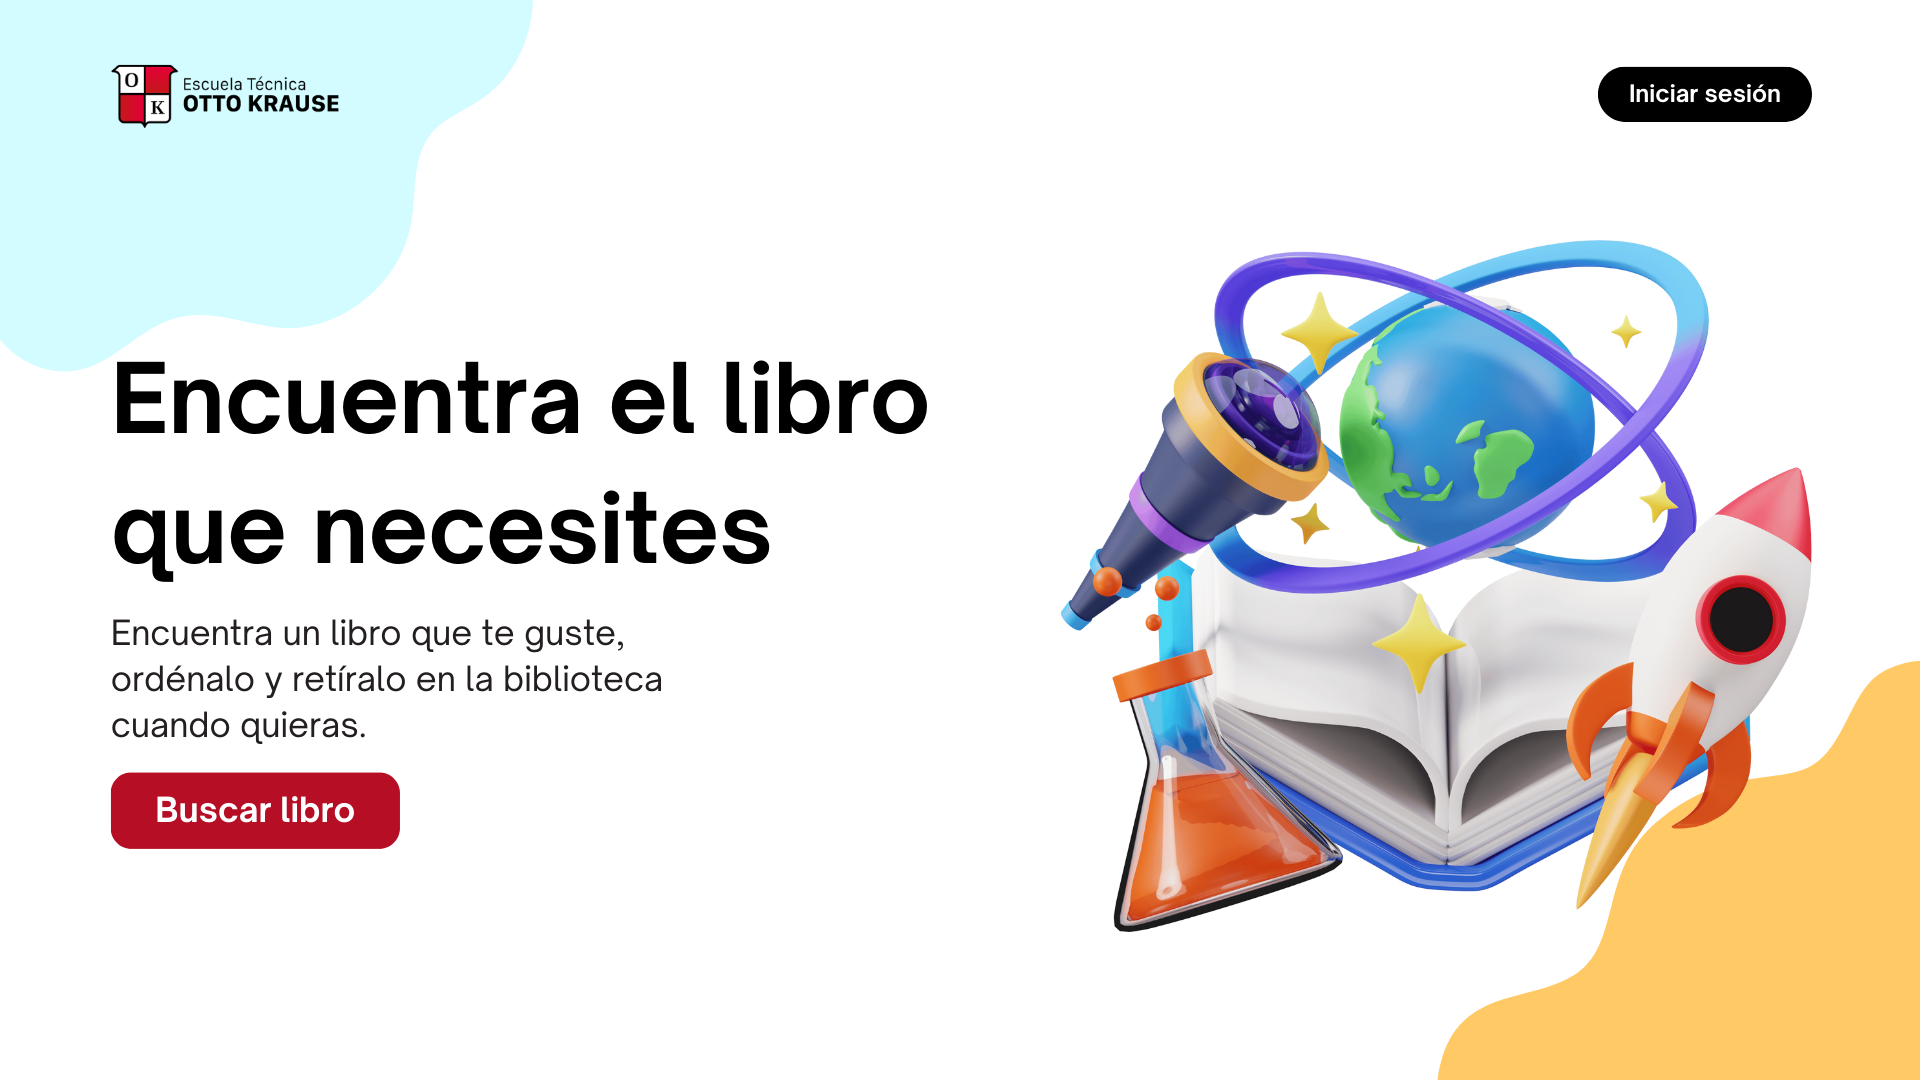 O
K
Escuela Técnica
OTTO KRAUSE
Iniciar sesión
Encuentra el libro
que necesites
Encuentra un libro que te guste,
ordénalo y retíralo en la biblioteca
cuando quieras.
Buscar libro